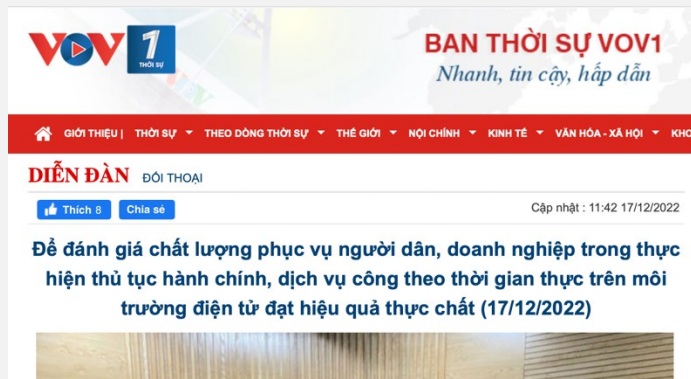 VOV 1
THỜI SỰ
BAN THỜI SỰ VOV1
Nhanh, tin cậy, hấp dẫn
GIỚI THIỆU | THỜI SỰ THEO DÒNG THỜI SỰ THẾ GIỚI NỘI CHÍNH KINH TẾ VĂN HÓA - XÃ HỘI KHO
DIỄN ĐÀN ĐỐI THOẠI
Thích 8 Chia sẻ Cập nhật : 11:42 17/12/2022
Để đánh giá chất lượng phục vụ người dân, doanh nghiệp trong thực
hiện thủ tục hành chính, dịch vụ công theo thời gian thực trên môi
trường điện tử đạt hiệu quả thực chất (17/12/2022)